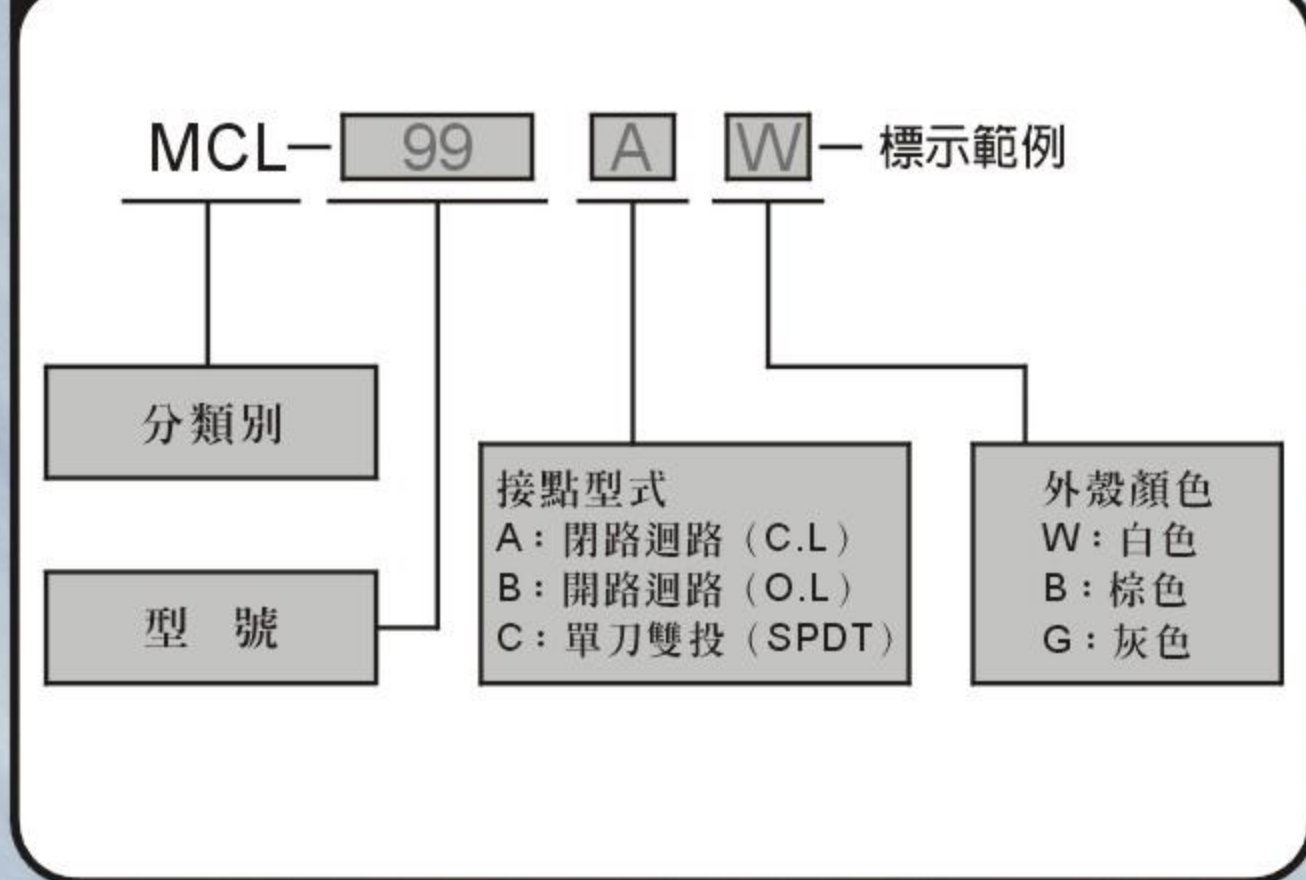 MCL— 99 A W — 標示範例
分類別
型 號
接點型式
A：閉路迴路（C.L）
B：開路迴路（O.L）
C：單刀雙投（SPDT）
外殼顏色
W：白色
B：棕色
G：灰色